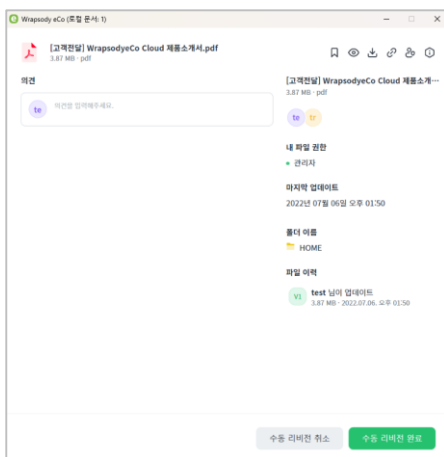 Wrapsody eCo (로컬 문서: 1)
[고객전달] WrapsodyeCo Cloud 제품소개서.pdf
3.87 MB · pdf
의견
te
의견을 입력해주세요.
[고객전달] WrapsodyeCo Cloud 제품소개···
3.87 MB · pdf
te tr
내 파일 권한
관리자
마지막 업데이트
2022년 07월 06일 오후 01:50
폴더 이름
HOME
파일 이력
V1
test 님이 업데이트
3.87 MB · 2022.07.06. 오후 01:50
수동 리비전 취소
수동 리비전 완료